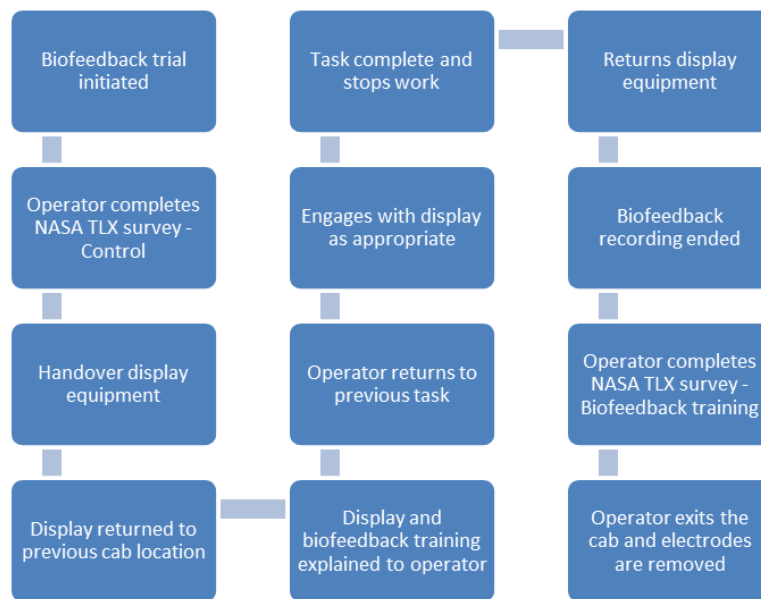 Biofeedback trial
initiated
Operator completes
NASA TLX survey -
Control
Handover display
equipment
Display returned to
previous cab location
Display and
biofeedback training
explained to operator
Operator returns to
previous task
Engages with display
as appropriate
Task complete and
stops work
Returns display
equipment
Biofeedback
recording ended
Operator completes
NASA TLX survey -
Biofeedback training
Operator exits the
cab and electrodes
are removed